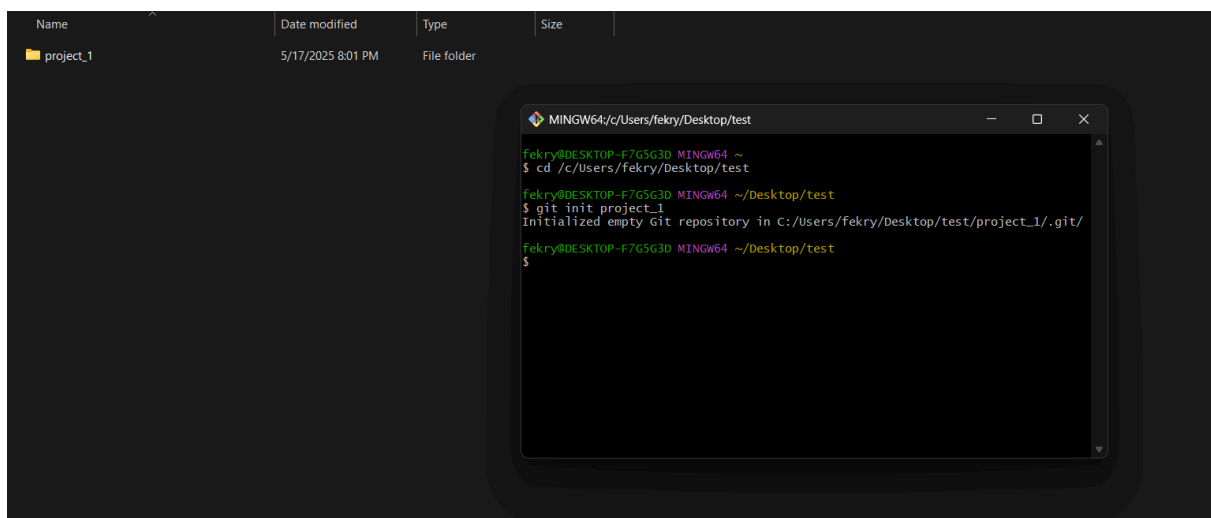 Name Date modified Type Size
project_1 5/17/2025 8:01 PM File folder
MINGW64:/c/Users/fekry/Desktop/test
fekry@DESKTOP-F7G5G3D MINGW64 ~
$ cd /c/Users/fekry/Desktop/test
fekry@DESKTOP-F7G5G3D MINGW64 ~/Desktop/test
$ git init project_1
Initialized empty Git repository in C:/Users/fekry/Desktop/test/project_1/.git/
fekry@DESKTOP-F7G5G3D MINGW64 ~/Desktop/test
$